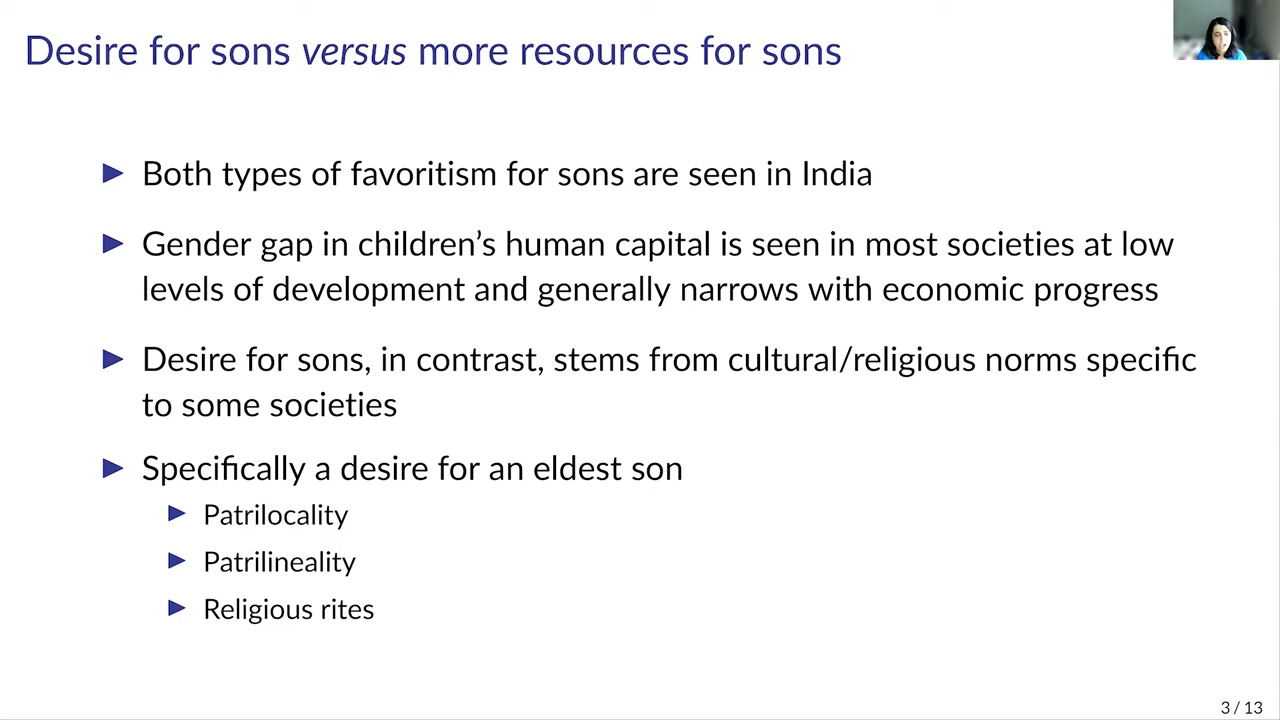 Desire for sons versus more resources for sons
▶ Both types of favoritism for sons are seen in India
▶ Gender gap in children’s human capital is seen in most societies at low
levels of development and generally narrows with economic progress
▶ Desire for sons, in contrast, stems from cultural/religious norms specific
to some societies
▶ Specifically a desire for an eldest son
▶ Patrilocality
▶ Patrilineality
▶ Religious rites
3 / 13